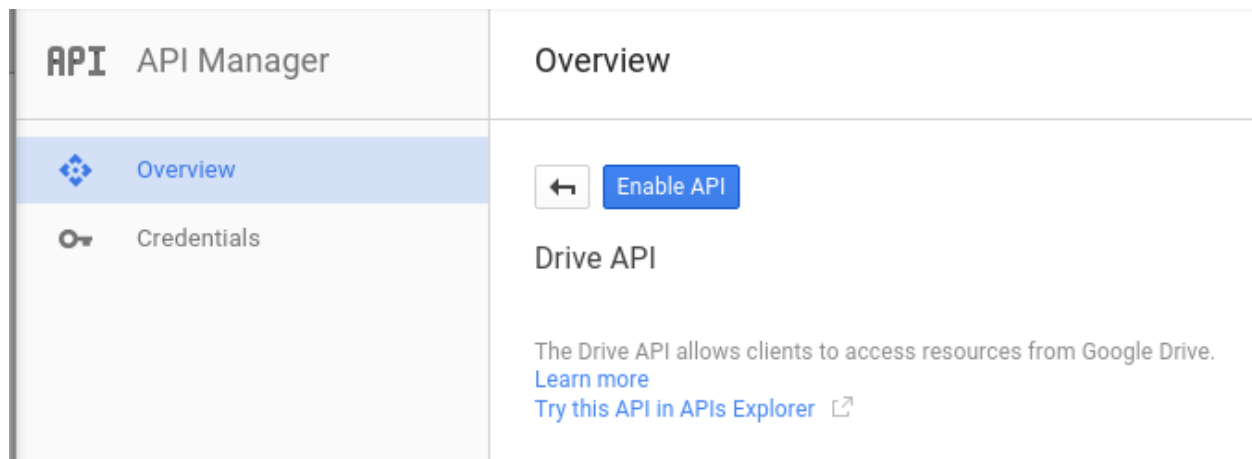 API API Manager
Overview
Overview
Credentials
Enable API
Drive API
The Drive API allows clients to access resources from Google Drive.
Learn more
Try this API in APIs Explorer